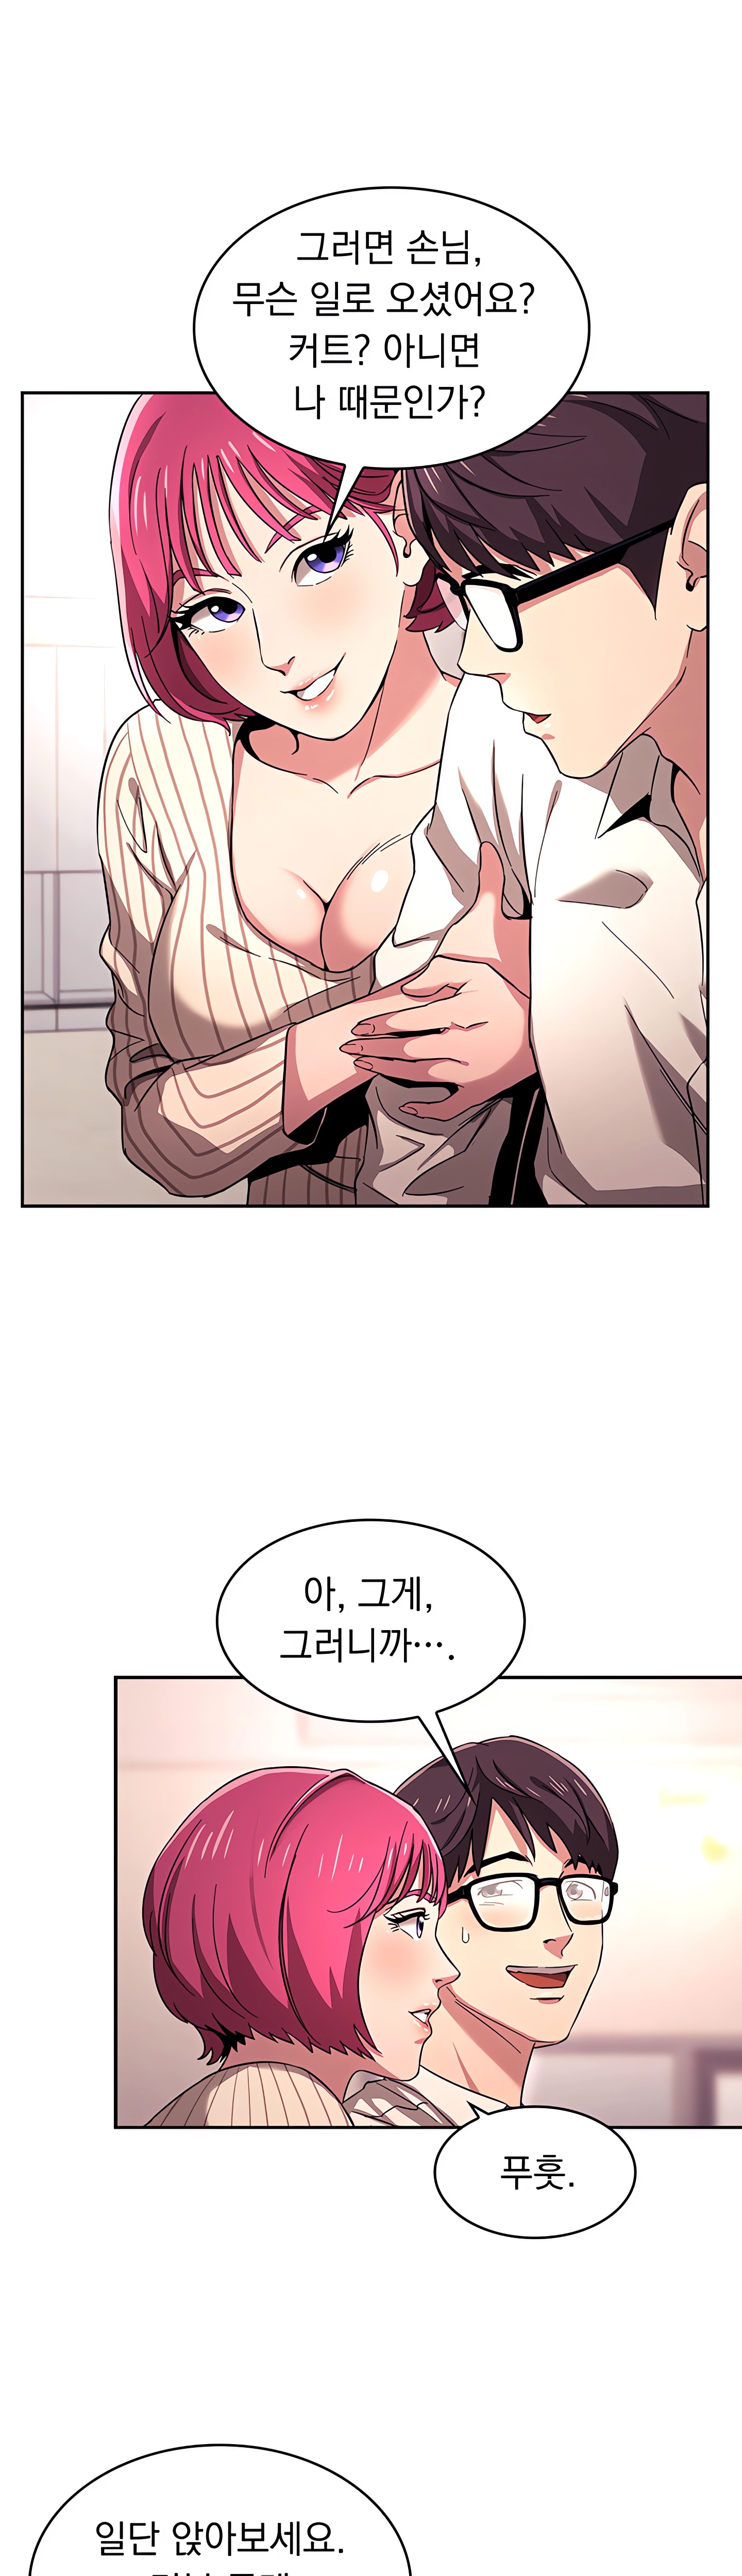 그러면 손님,
무슨 일로 오셨어요?
커트? 아니면
나 때문인가?
아, 그게,
그러니까….
푸훗.
일단 앉아보세요.